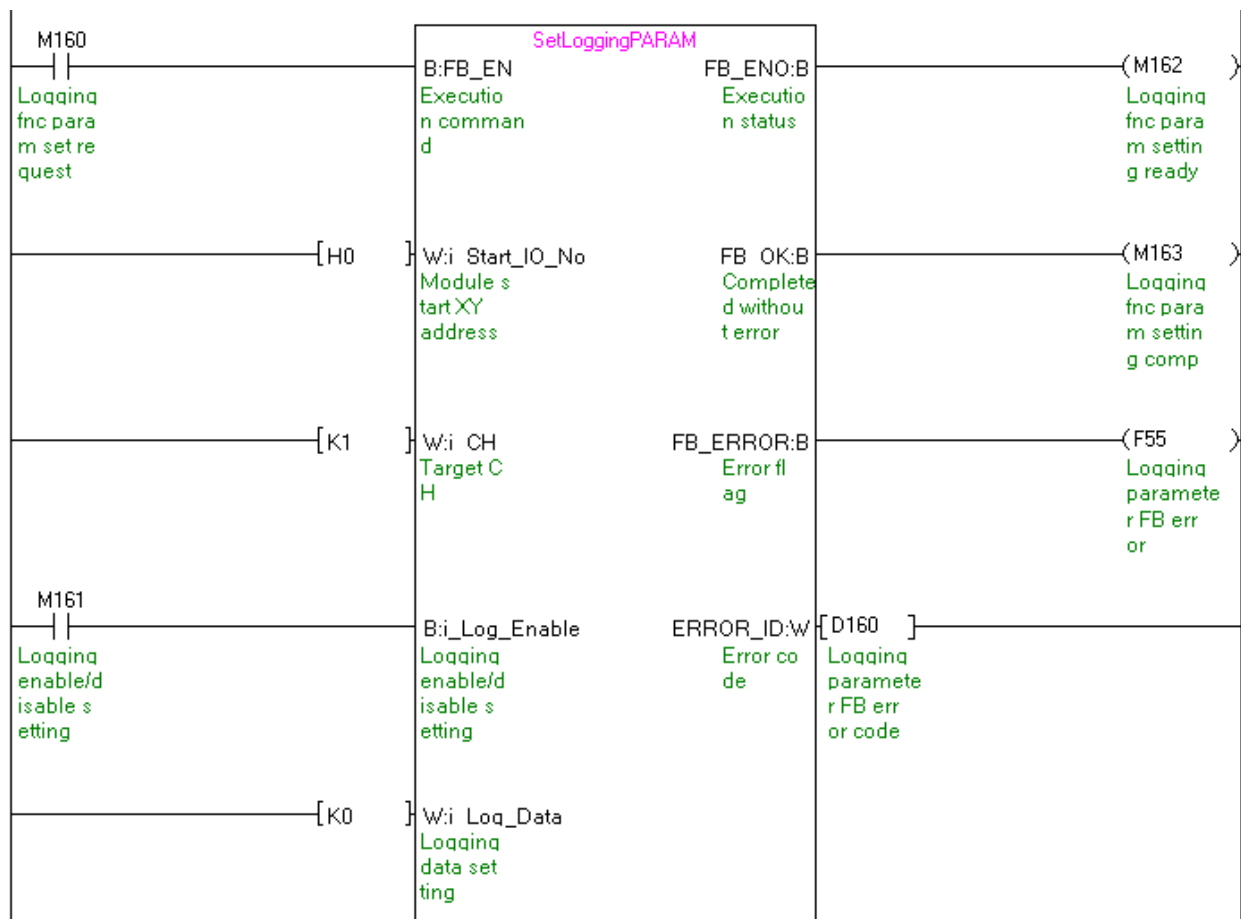 SetLoggingPARAM
M160
B:FB_EN
FB_ENO:B
(M162 )
Logging
fnc para
m set re
quest
Executio
n comman
d
Executio
n status
Logging
fnc para
m settin
g ready
[H0 ]
W:i_Start_IO_No
FB_OK:B
(M163 )
Module s
tart XY
address
Complete
d withou
t error
Logging
fnc para
m settin
g comp
[K1 ]
W:i_CH
FB_ERROR:B
(F55 )
Target C
H
Error fl
ag
Logging
paramete
r FB err
or
M161
B:i_Log_Enable
ERROR_ID:W
[D160 ]
Logging
enable/d
isable s
etting
Logging
enable/d
isable s
etting
Error co
de
Logging
paramete
r FB err
or code
[K0 ]
W:i_Log_Data
Logging
data set
ting